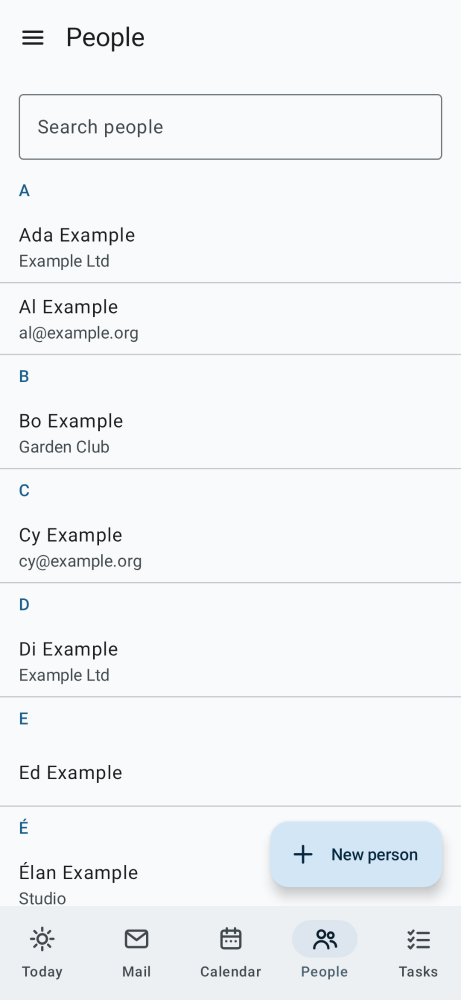 People
Search people
A
Ada Example
Example Ltd
Al Example
al@example.org
B
Bo Example
Garden Club
C
Cy Example
cy@example.org
D
Di Example
Example Ltd
E
Ed Example
É
Élan Example
Studio
New person
Today
Mail
Calendar
People
Tasks